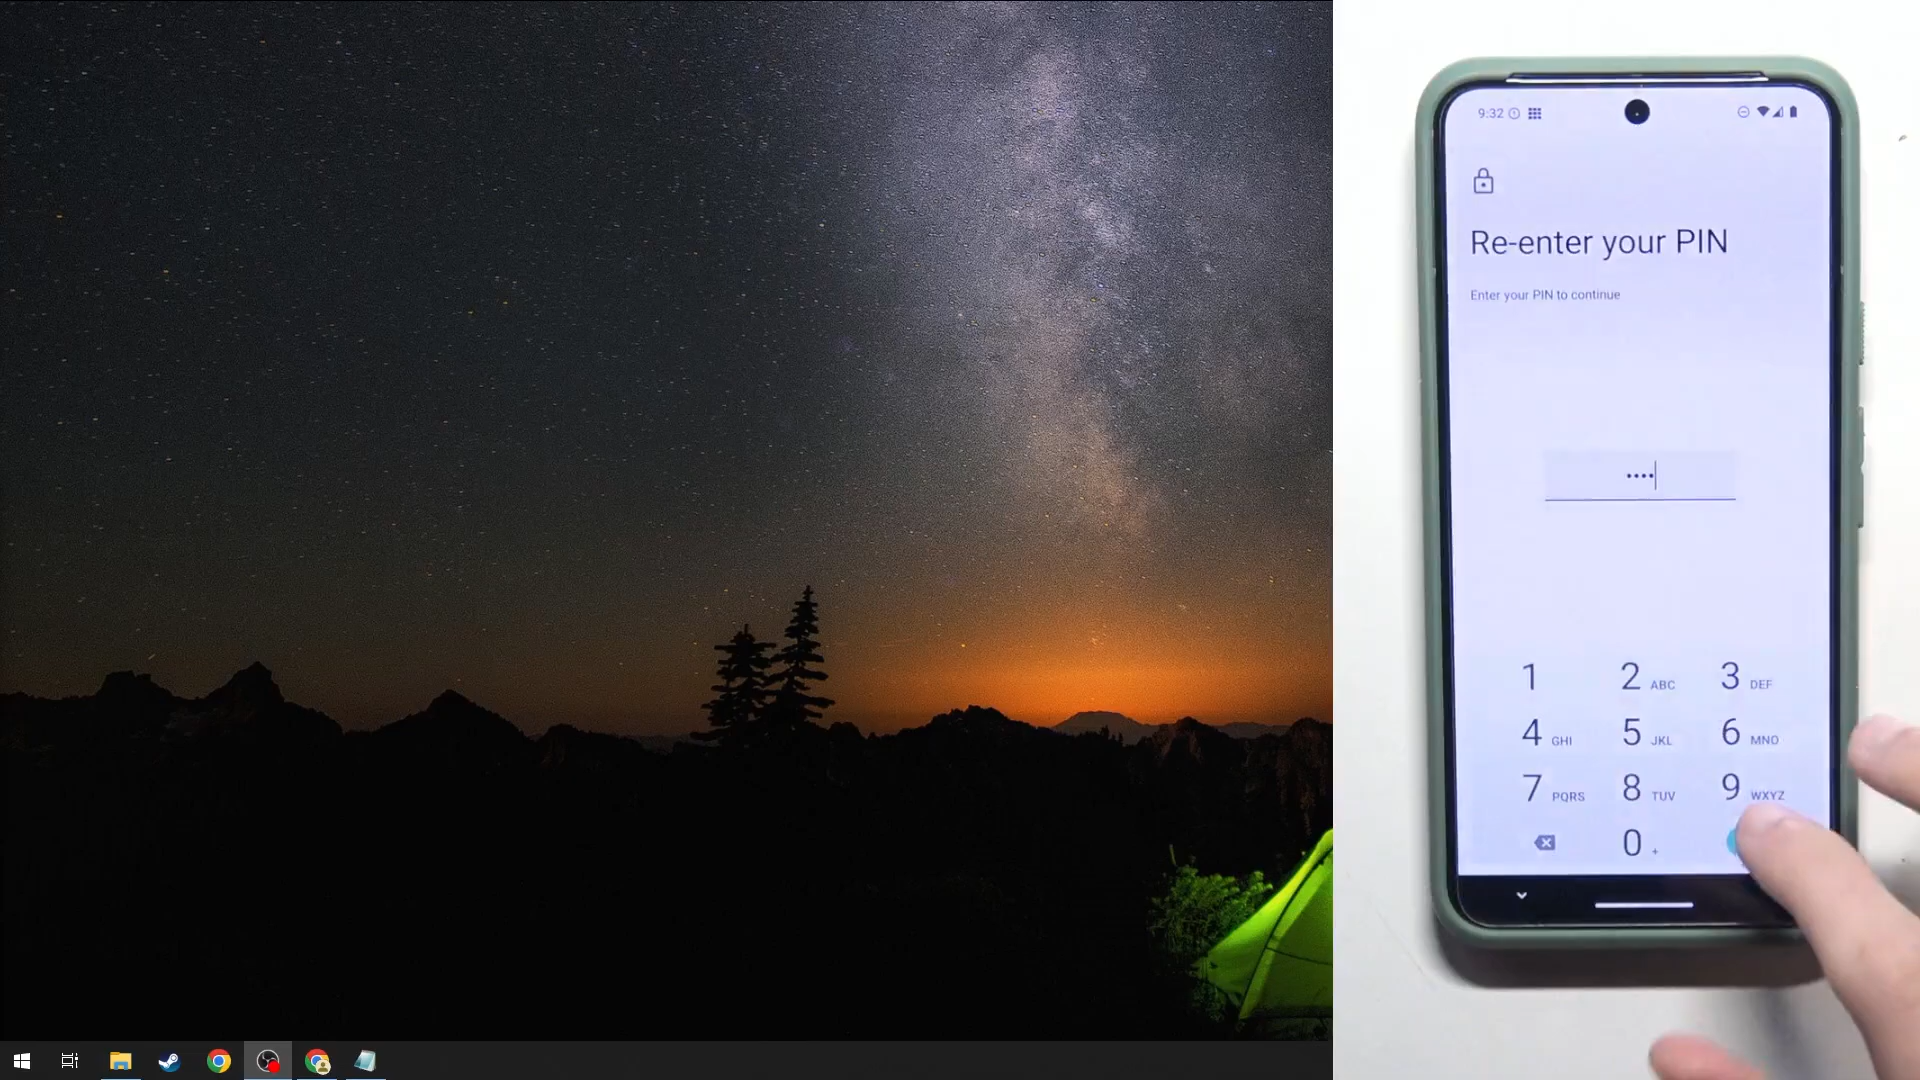 9:32
Re-enter your PIN
Enter your PIN to continue
••••
1
2 ABC
3 DEF
4 GHI
5 JKL
6 MNO
7 PQRS
8 TUV
9 WXYZ
0 +